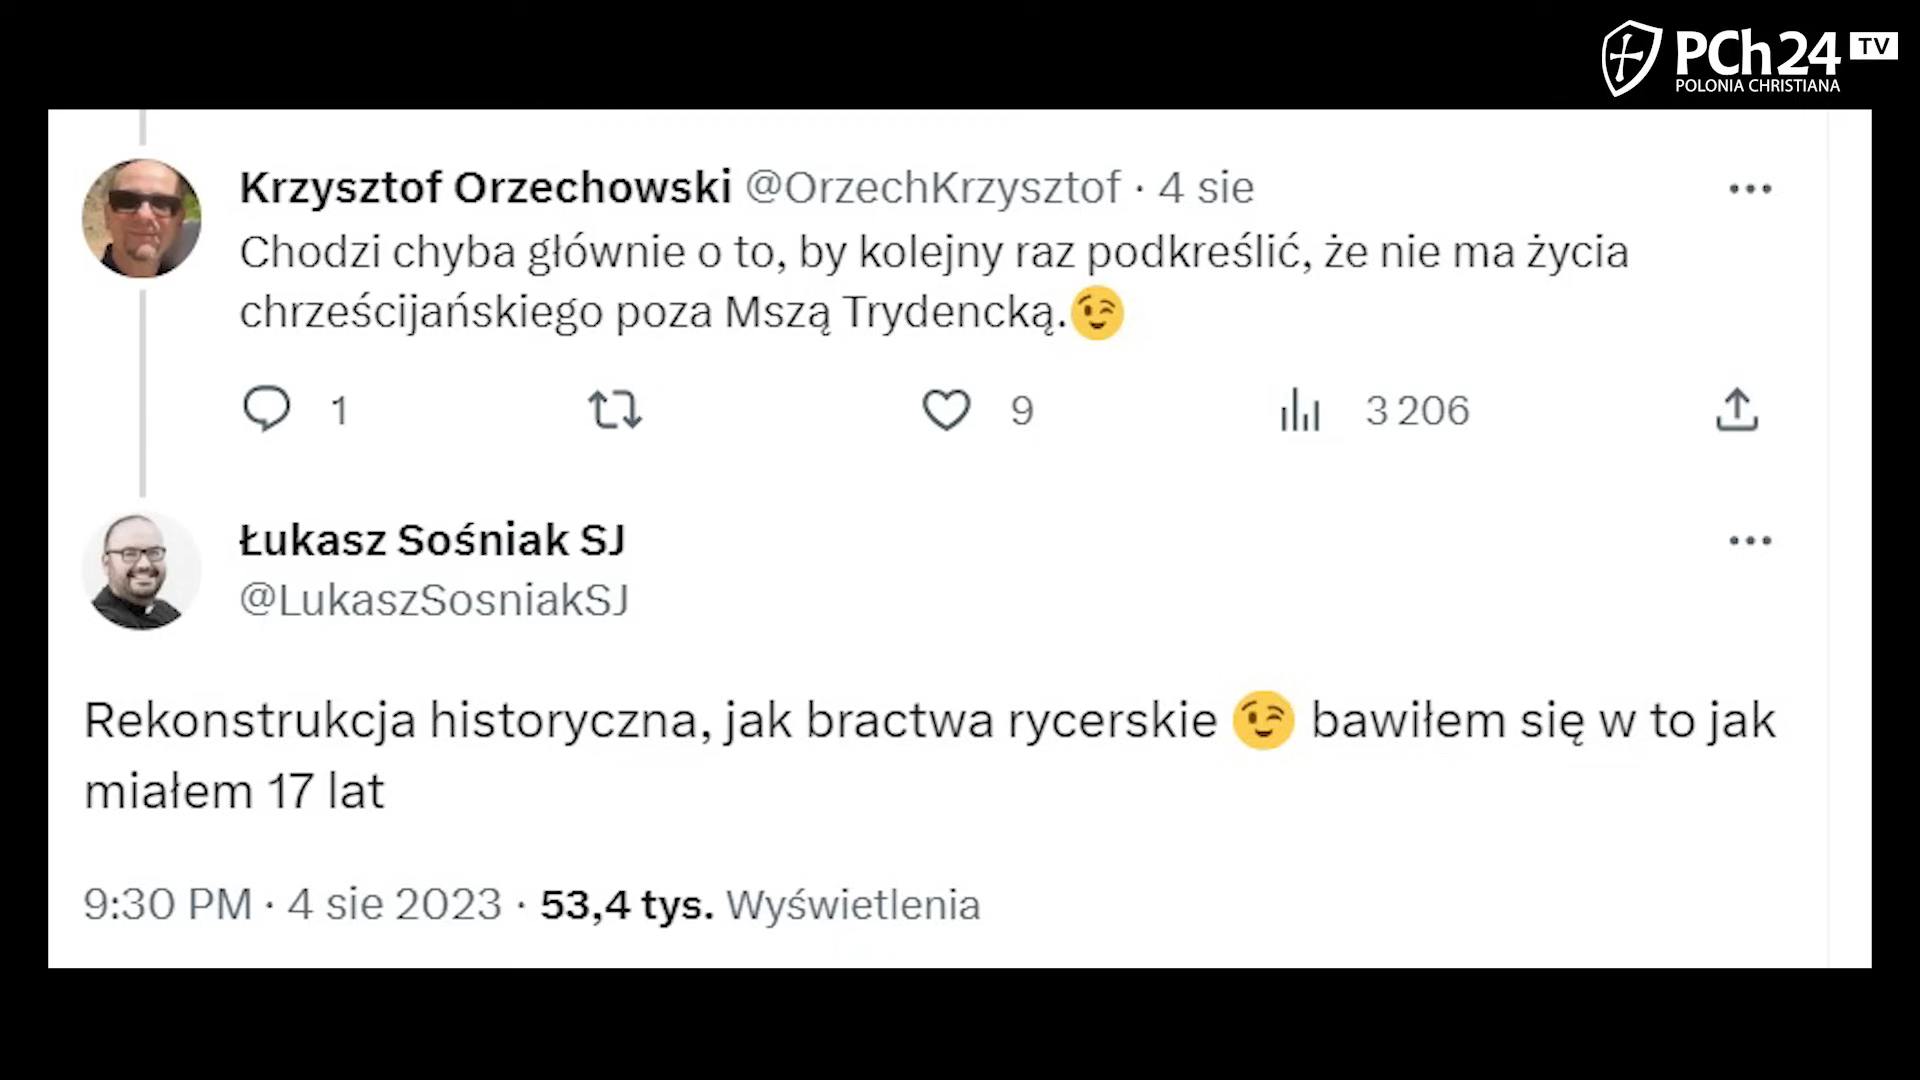 PCh24 TV
POLONIA CHRISTIANA
Krzysztof Orzechowski @OrzechKrzysztof · 4 sie
Chodzi chyba głównie o to, by kolejny raz podkreślić, że nie ma życia
chrześcijańskiego poza Mszą Trydencką.😉
1 9 3 206
Łukasz Sośniak SJ
@LukaszSosniakSJ
Rekonstrukcja historyczna, jak bractwa rycerskie 😉 bawiłem się w to jak
miałem 17 lat
9:30 PM · 4 sie 2023 · 53,4 tys. Wyświetlenia